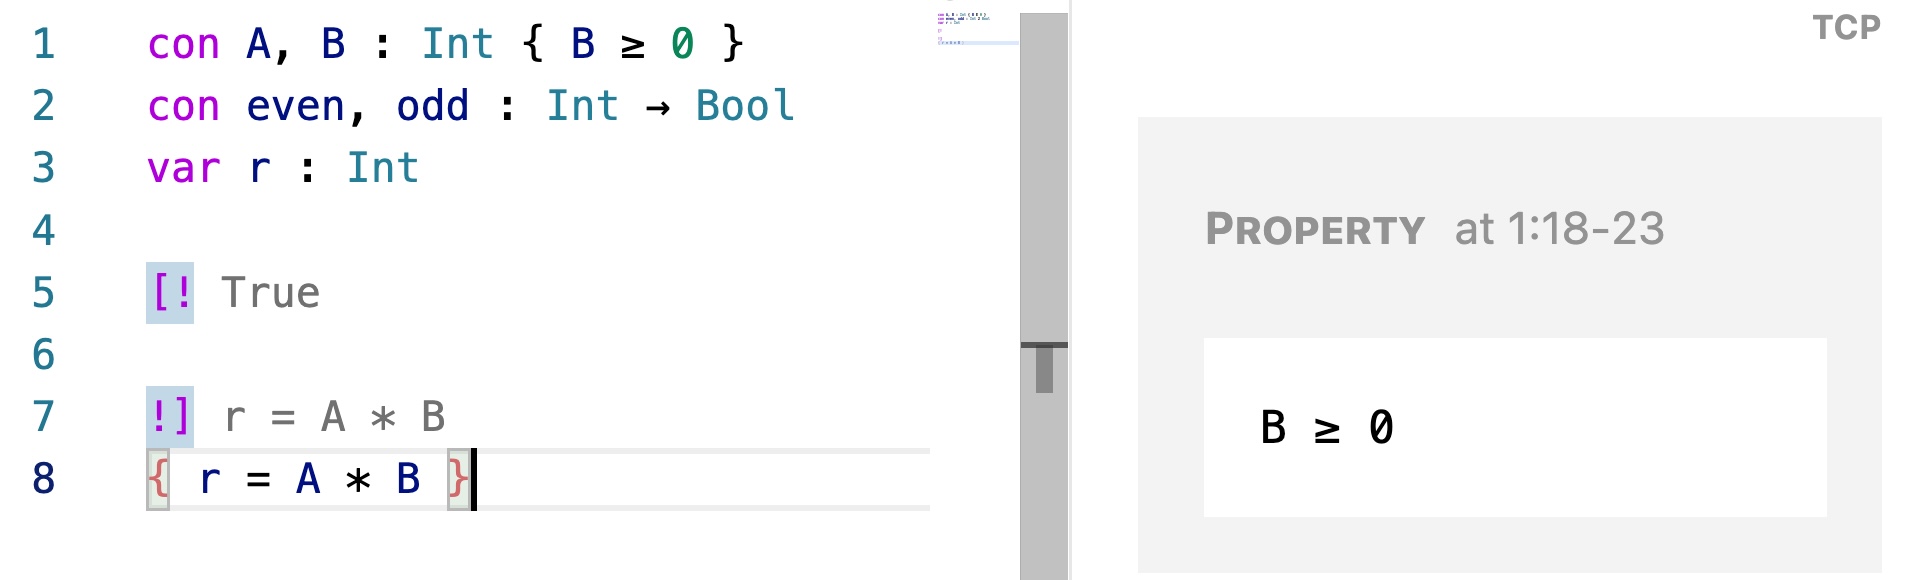 1 con A, B : Int { B ≥ 0 }
2 con even, odd : Int → Bool
3 var r : Int
4
5 [! True
6
7 !] r = A * B
8 { r = A * B }
TCP
PROPERTY at 1:18-23
B ≥ 0